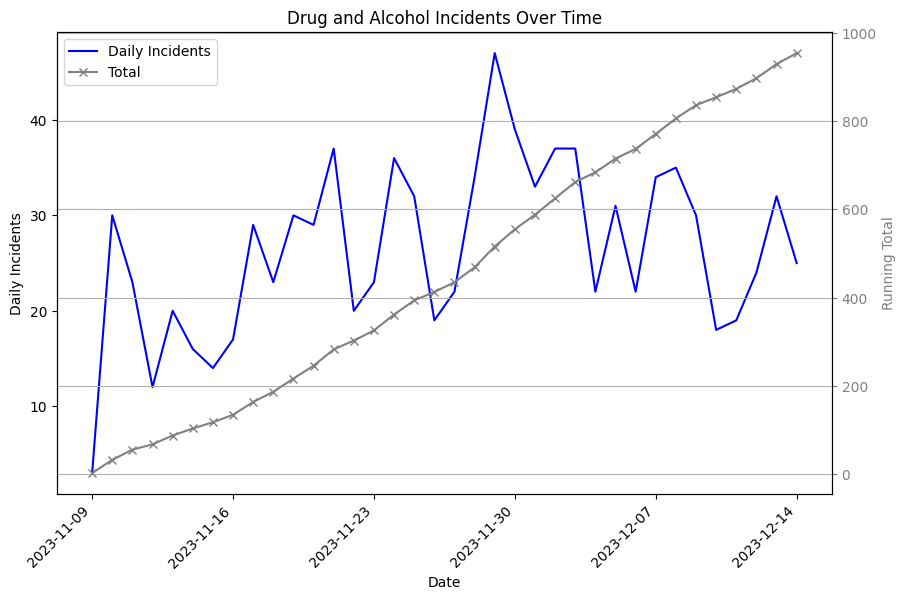 Drug and Alcohol Incidents Over Time
Daily Incidents
Total
Daily Incidents
40
30
20
10
1000
800
600
400
200
0
Running Total
2023-11-09
2023-11-16
2023-11-23
2023-11-30
2023-12-07
2023-12-14
Date